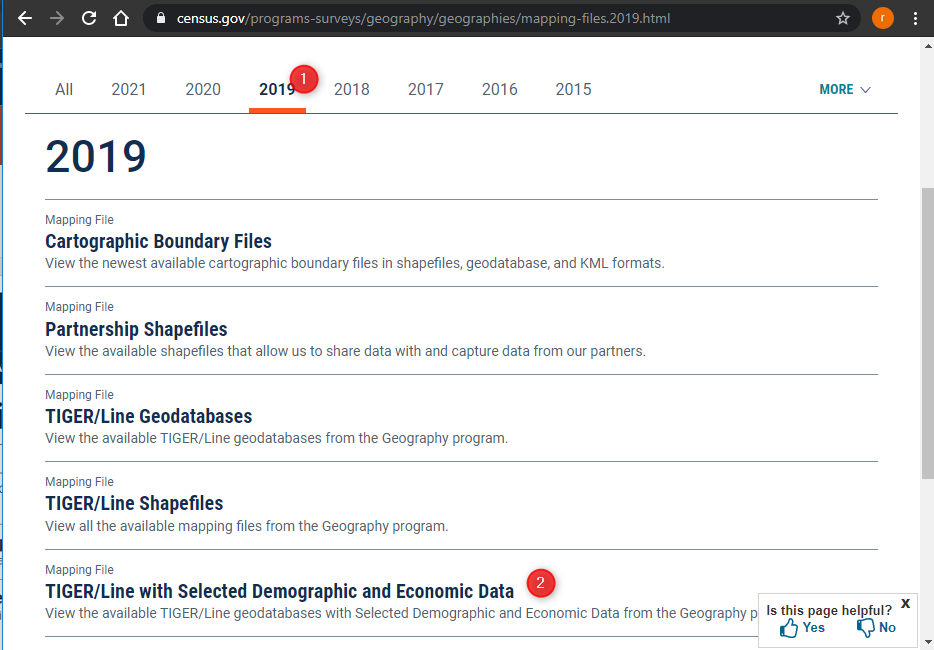 census.gov/programs-surveys/geography/geographies/mapping-files.2019.html
r
All 2021 2020 2019 1 2018 2017 2016 2015 MORE
2019
Mapping File
Cartographic Boundary Files
View the newest available cartographic boundary files in shapefiles, geodatabase, and KML formats.
Mapping File
Partnership Shapefiles
View the available shapefiles that allow us to share data with and capture data from our partners.
Mapping File
TIGER/Line Geodatabases
View the available TIGER/Line geodatabases from the Geography program.
Mapping File
TIGER/Line Shapefiles
View all the available mapping files from the Geography program.
Mapping File
TIGER/Line with Selected Demographic and Economic Data 2
View the available TIGER/Line geodatabases with Selected Demographic and Economic Data from the Geography p
Is this page helpful? X
Yes No